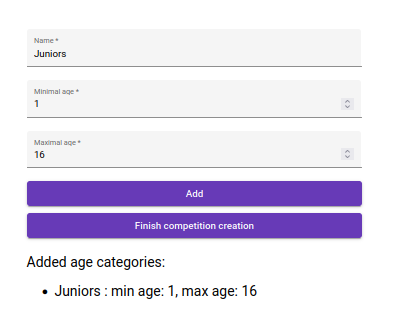 Name *
Juniors
Minimal age *
1
Maximal age *
16
Add
Finish competition creation
Added age categories:
• Juniors : min age: 1, max age: 16